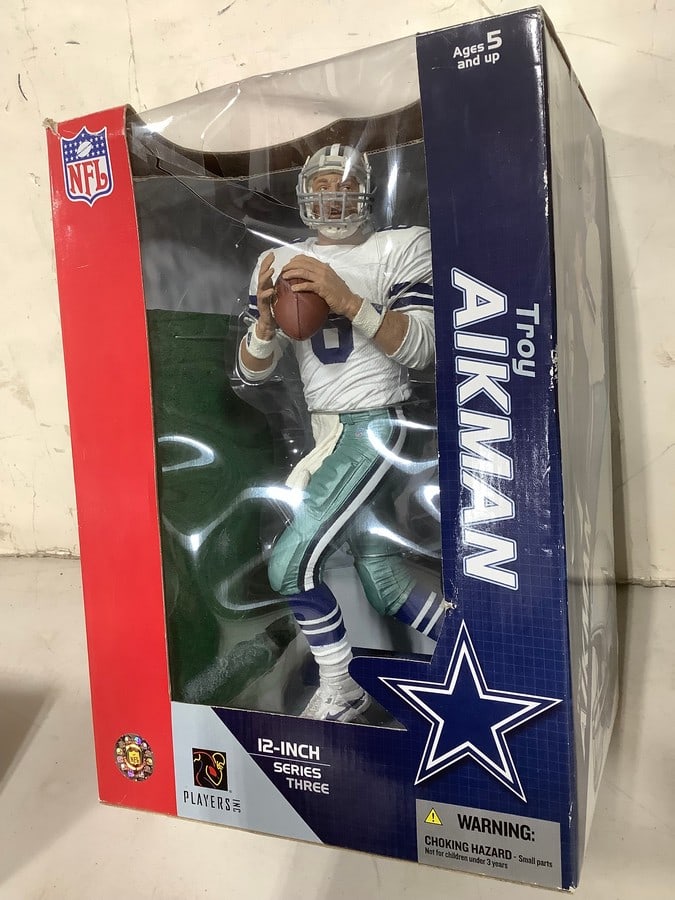 Ages 5
and up
NFL
Troy
AIKMAN
8
12-INCH
SERIES
THREE
PLAYERS INC
NFL
WARNING:
CHOKING HAZARD - Small parts
Not for children under 3 years